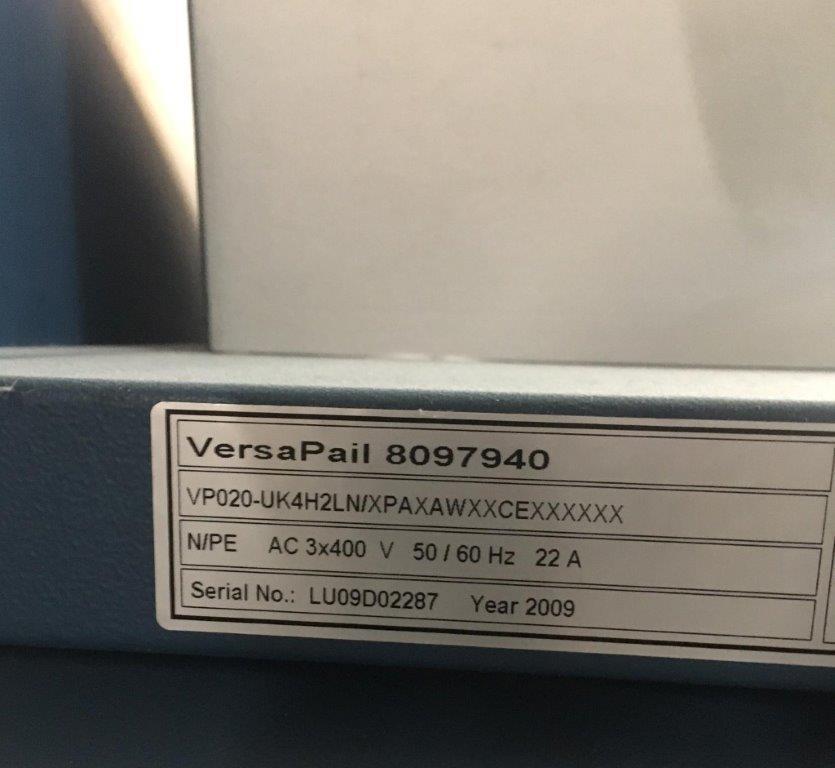 VersaPail 8097940
VP020-UK4H2LN/XPAXAWXXCEXXXXXX
N/PE AC 3x400 V 50 / 60 Hz 22 A
Serial No.: LU09D02287 Year 2009